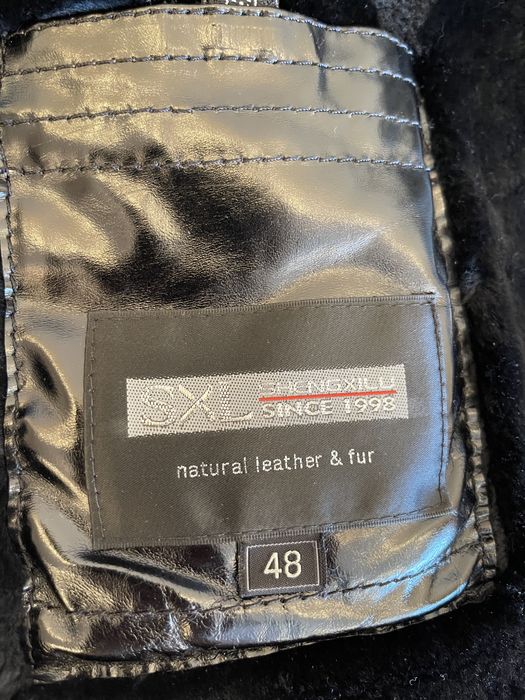 SXL SHENGXILU
SINCE 1998
natural leather & fur
48